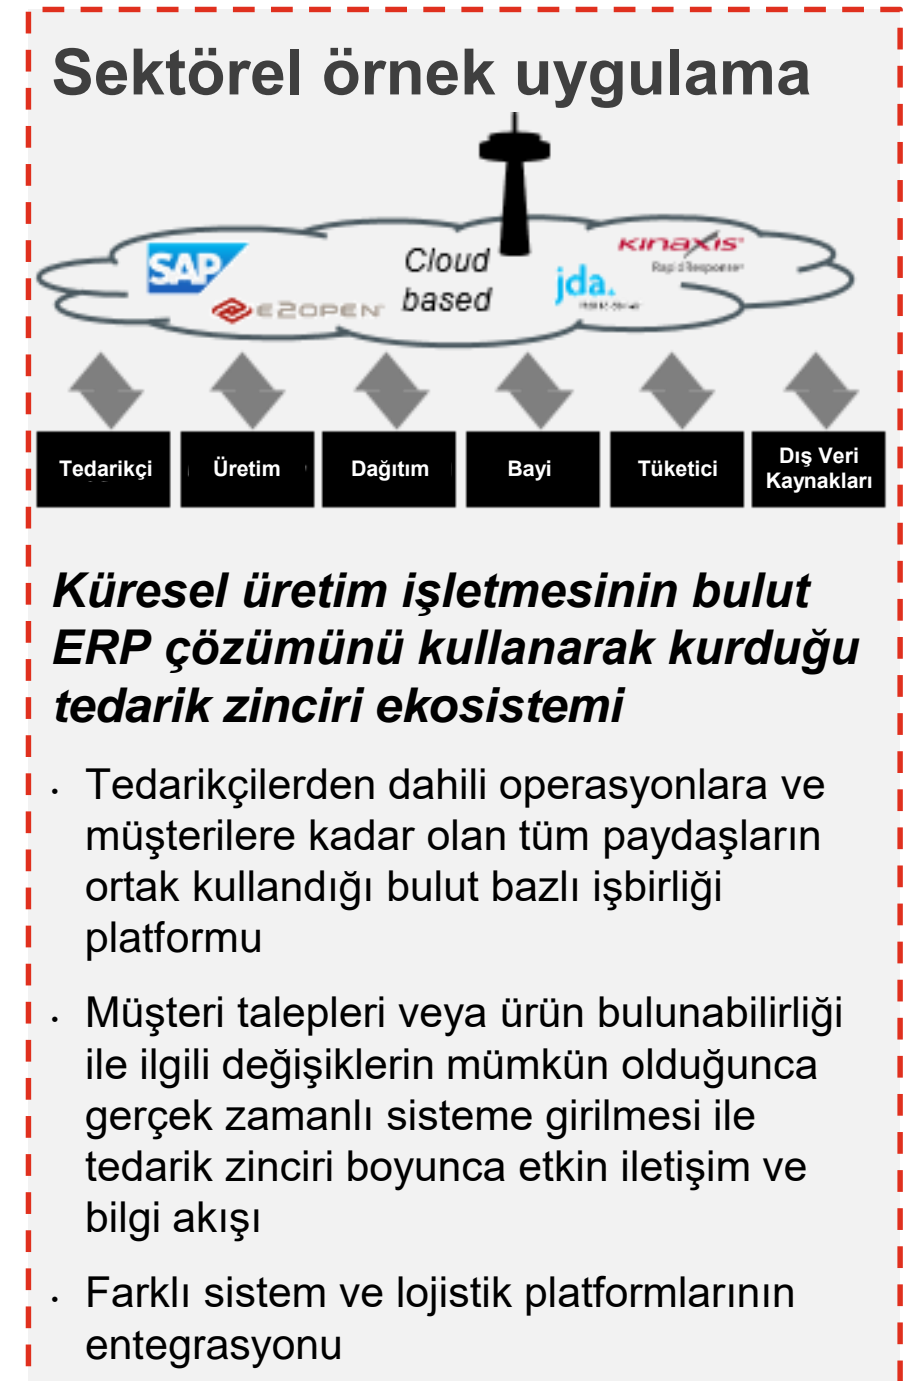 Sektörel örnek uygulama
SAP
E2OPEN
Cloud
based
jda.
KINAXIS
RapidResponse
Tedarikçi
Üretim
Dağıtım
Bayi
Tüketici
Dış Veri
Kaynakları
Küresel üretim işletmesinin bulut
ERP çözümünü kullanarak kurduğu
tedarik zinciri ekosistemi
• Tedarikçilerden dahili operasyonlara ve
müşterilere kadar olan tüm paydaşların
ortak kullandığı bulut bazlı işbirliği
platformu
• Müşteri talepleri veya ürün bulunabilirliği
ile ilgili değişiklerin mümkün olduğunca
gerçek zamanlı sisteme girilmesi ile
tedarik zinciri boyunca etkin iletişim ve
bilgi akışı
• Farklı sistem ve lojistik platformlarının
entegrasyonu